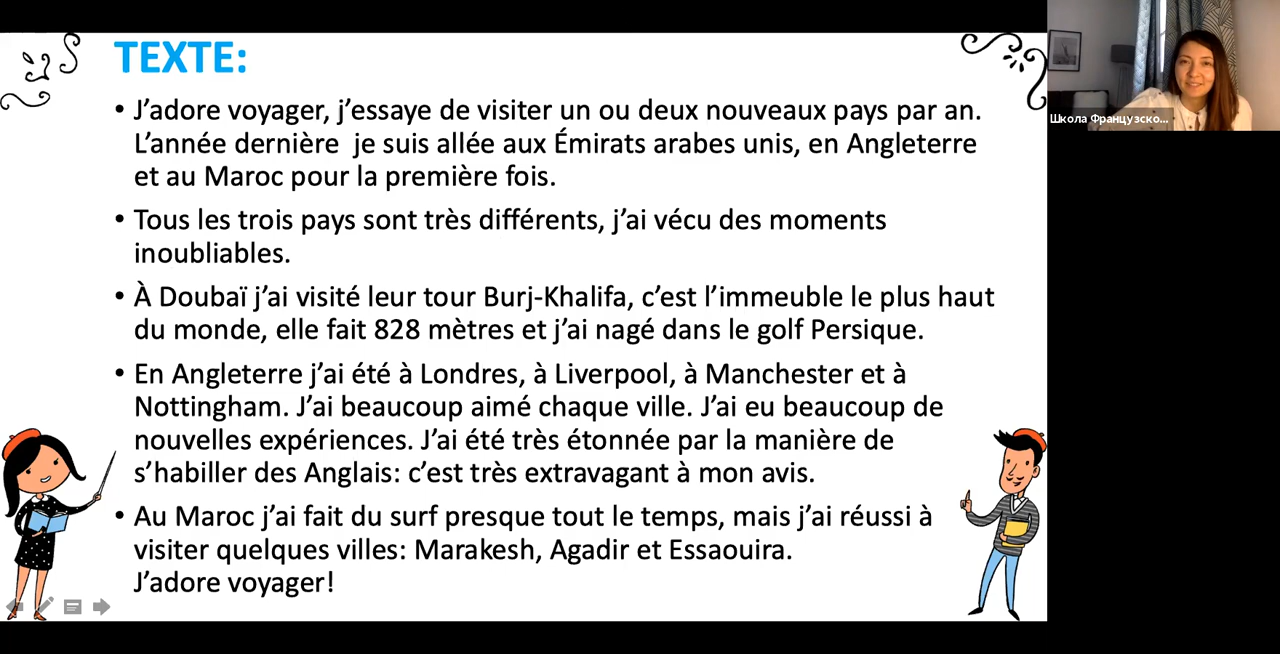 TEXTE:
• J’adore voyager, j’essaye de visiter un ou deux nouveaux pays par an.
L’année dernière je suis allée aux Émirats arabes unis, en Angleterre
et au Maroc pour la première fois.
• Tous les trois pays sont très différents, j’ai vécu des moments
inoubliables.
• À Doubaï j’ai visité leur tour Burj-Khalifa, c’est l’immeuble le plus haut
du monde, elle fait 828 mètres et j’ai nagé dans le golf Persique.
• En Angleterre j’ai été à Londres, à Liverpool, à Manchester et à
Nottingham. J’ai beaucoup aimé chaque ville. J’ai eu beaucoup de
nouvelles expériences. J’ai été très étonnée par la manière de
s’habiller des Anglais: c’est très extravagant à mon avis.
• Au Maroc j’ai fait du surf presque tout le temps, mais j’ai réussi à
visiter quelques villes: Marakesh, Agadir et Essaouira.
J’adore voyager!
Школа Французско...